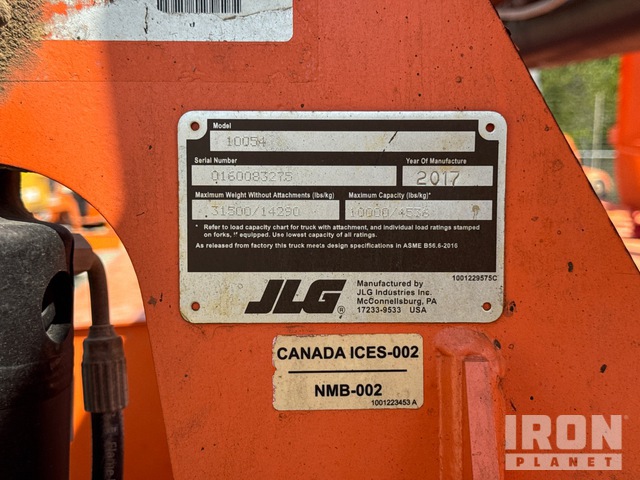 Model
10054
Serial Number
Year Of Manufacture
0160083275
2017
Maximum Weight Without Attachments (lbs/kg)
Maximum Capacity (lbs/kg)*
31500/14290
10000/4536
* Refer to load capacity chart for truck with attachment, and individual load ratings stamped
on forks, if equipped. Use lowest capacity of all ratings.
As released from factory this truck meets design specifications in ASME B56.6-2016
JLG®
Manufactured by
JLG Industries Inc.
McConnellsburg, PA
17233-9533 USA
1001229575C
CANADA ICES-002
NMB-002
1001223453 A
IRON
PLANET